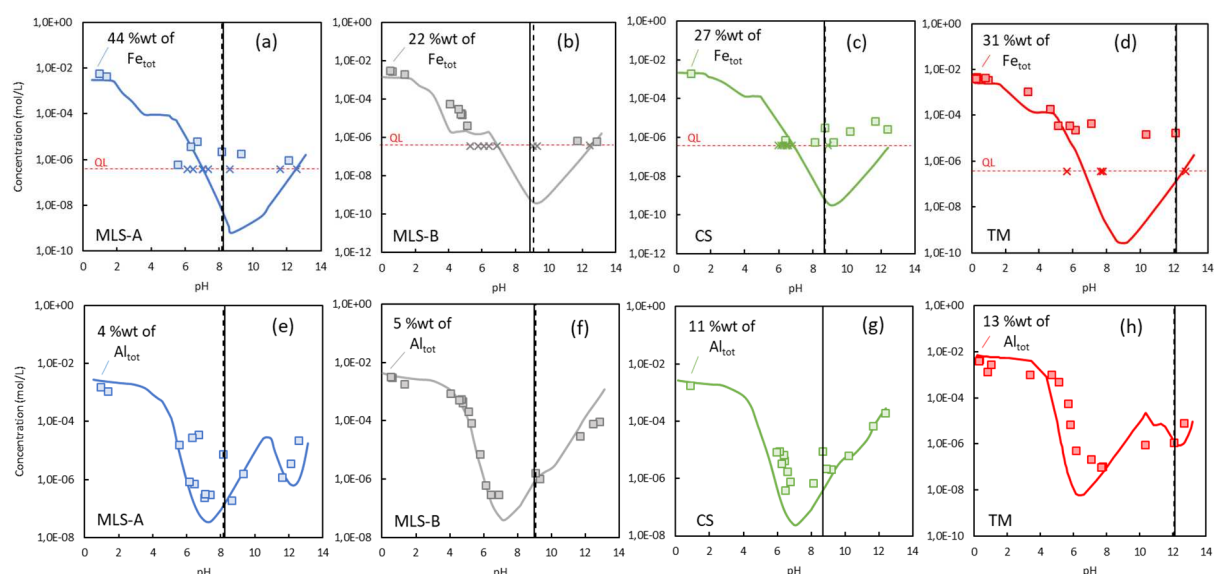 Concentration (mol/L)
1,0E+00
1,0E-02
1,0E-04
1,0E-06
1,0E-08
1,0E-10
44 %wt of
Fetot
(a)
QL
MLS-A
0 2 4 6 8 10 12 14
pH
1,0E+00
1,0E-02
1,0E-04
1,0E-06
1,0E-08
1,0E-10
1,0E-12
22 %wt of
Fetot
(b)
QL
MLS-B
0 2 4 6 8 10 12 14
pH
1,0E+00
1,0E-02
1,0E-04
1,0E-06
1,0E-08
1,0E-10
1,0E-12
27 %wt of
Fetot
(c)
QL
CS
0 2 4 6 8 10 12 14
pH
1,0E+00
1,0E-02
1,0E-04
1,0E-06
1,0E-08
1,0E-10
31 %wt of
Fetot
(d)
QL
TM
0 2 4 6 8 10 12 14
pH
Concentration (mol/L)
1,0E+00
1,0E-02
1,0E-04
1,0E-06
1,0E-08
4 %wt of
Altot
(e)
MLS-A
0 2 4 6 8 10 12 14
pH
1,0E+00
1,0E-02
1,0E-04
1,0E-06
1,0E-08
5 %wt of
Altot
(f)
MLS-B
0 2 4 6 8 10 12 14
pH
1,0E+00
1,0E-02
1,0E-04
1,0E-06
1,0E-08
11 %wt of
Altot
(g)
CS
0 2 4 6 8 10 12 14
pH
1,0E+00
1,0E-02
1,0E-04
1,0E-06
1,0E-08
1,0E-10
13 %wt of
Altot
(h)
TM
0 2 4 6 8 10 12 14
pH